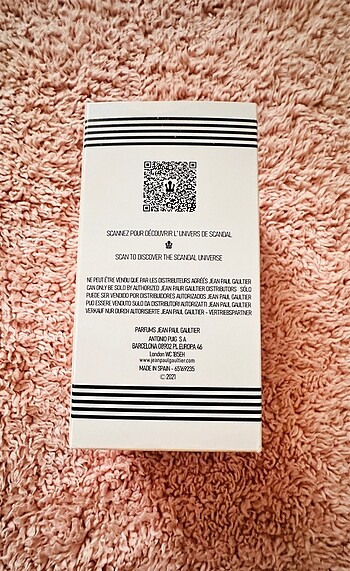 SCANNEZ POUR DÉCOUVRIR L'UNIVERS DE SCANDAL
SCAN TO DISCOVER THE SCANDAL UNIVERSE
NE PEUT ÊTRE VENDU QUE PAR LES DISTRIBUTEURS AGRÉÉS JEAN PAUL GAULTIER
CAN ONLY BE SOLD BY AUTHORIZED JEAN PAUR GAULTIER DISTRIBUTORS SÓLO
PUEDE SER VENDIDO POR DISTRIBUIDORES AUTORIZADOS JEAN PAUL GAULTIER
PUÒ ESSERE VENDUTO SOLO DA DISTRIBUTORI AUTORIZZATI JEAN PAUL GAULTIER
VERKAUF NUR DURCH AUTORISIERTE JEAN PAUL GAULTIER - VERTRIEBSPARTNER
PARFUMS JEAN PAUL GAULTIER
ANTONIO PUIG S A
BARCELONA 08902 PL EUROPA 46
London WC 1B5EH
www.jeanpaulgaultier.com
MADE IN SPAIN - 65169235
© 2021